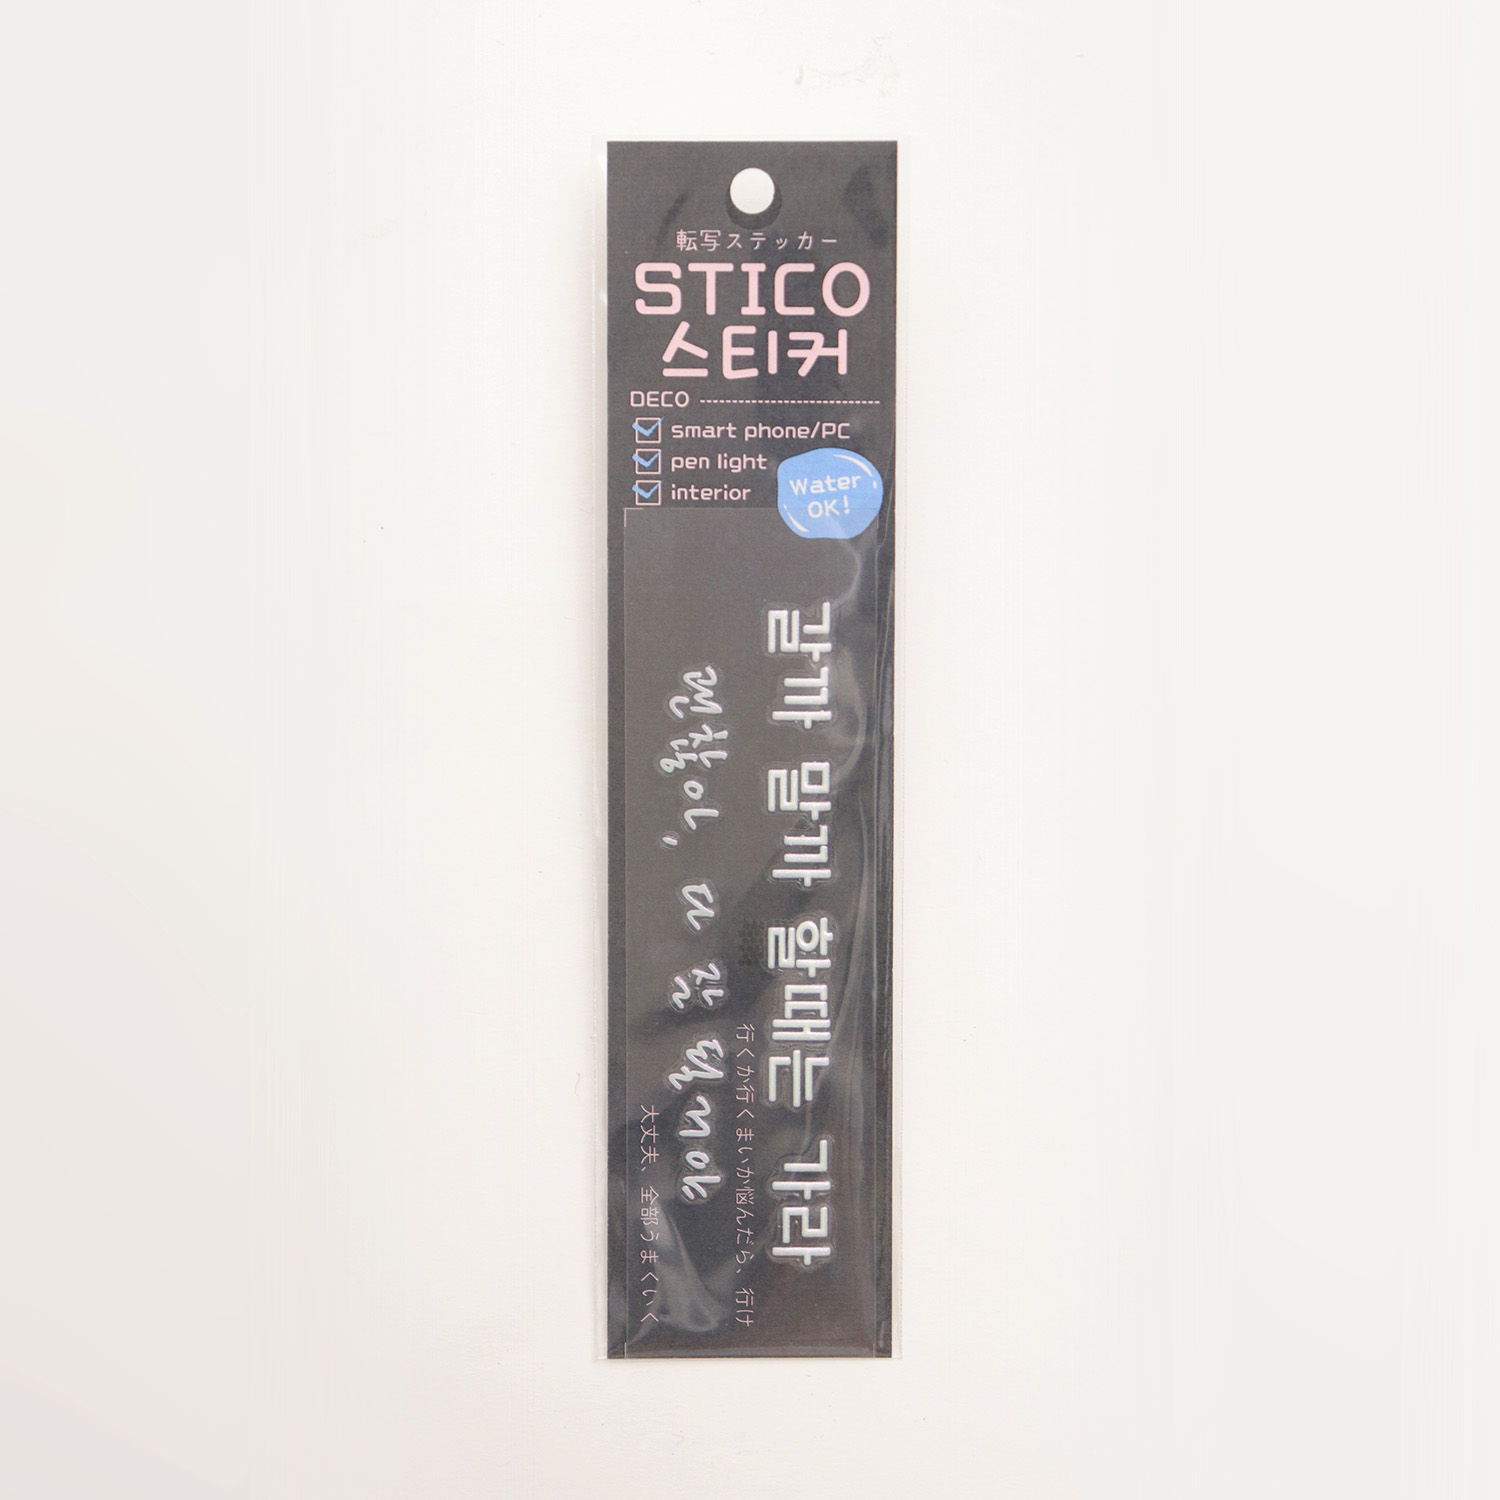 転写ステッカー
STICO
스티커
DECO
smart phone/PC
pen light
interior
Water
OK!
갈까 말까 할때는 가라
行くか行くまいか悩んだら、行け
괜찮아, 다 잘 될거야
大丈夫、全部うまくいく